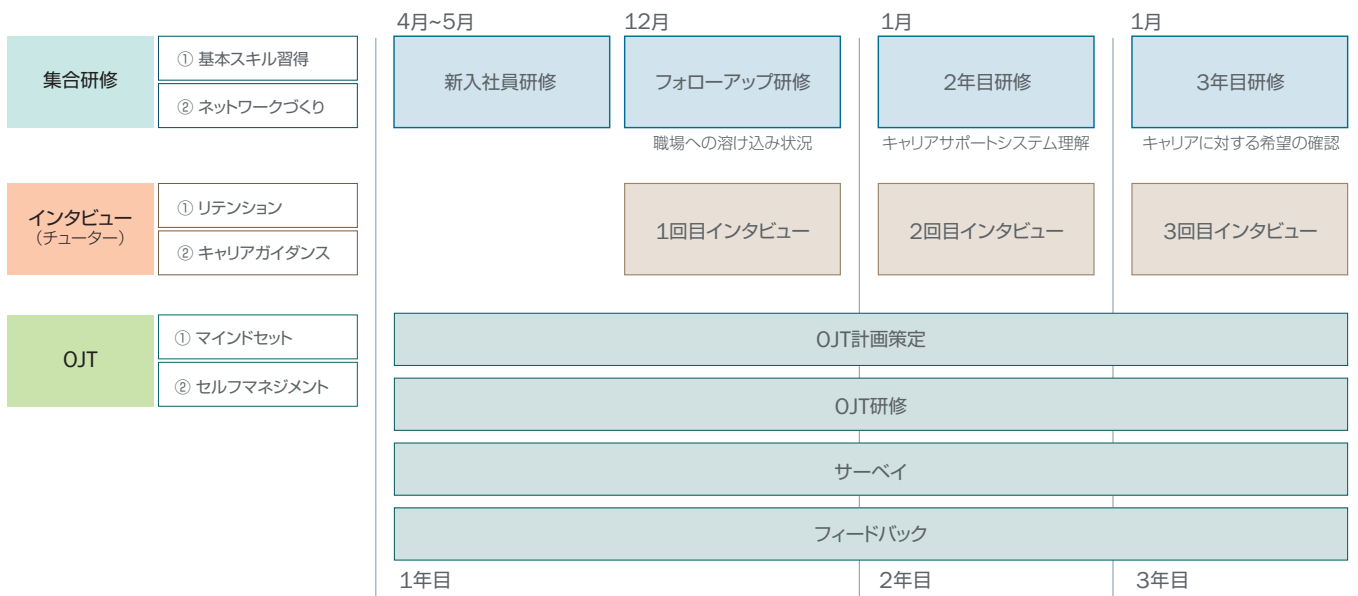 4月~5月
12月
1月
1月
集合研修
① 基本スキル習得
② ネットワークづくり
新入社員研修
フォローアップ研修
2年目研修
3年目研修
職場への溶け込み状況
キャリアサポートシステム理解
キャリアに対する希望の確認
インタビュー
（チューター）
① リテンション
② キャリアガイダンス
1回目インタビュー
2回目インタビュー
3回目インタビュー
OJT
① マインドセット
② セルフマネジメント
OJT計画策定
OJT研修
サーベイ
フィードバック
1年目
2年目
3年目